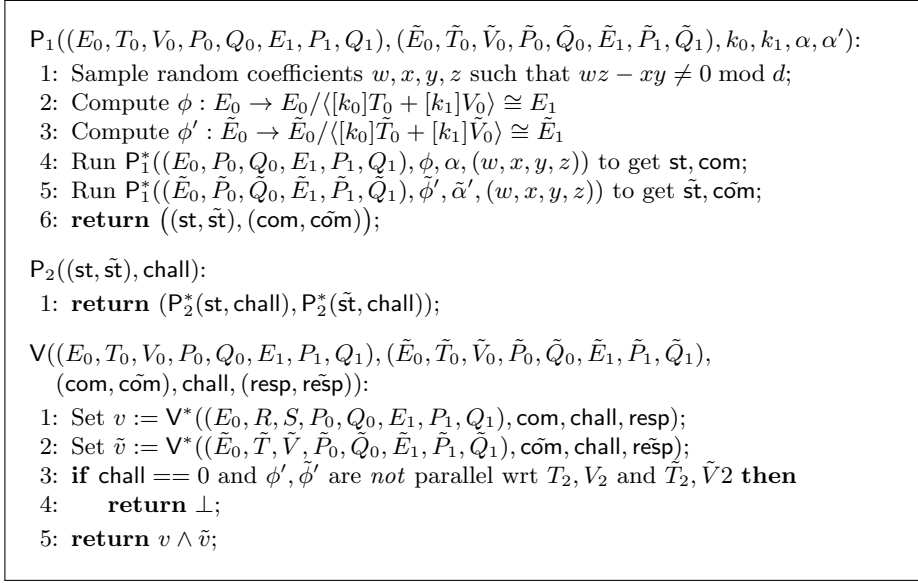 P₁((E₀, T₀, V₀, P₀, Q₀, E₁, P₁, Q₁), (Ẽ₀, T̃₀, Ṽ₀, P̃₀, Q̃₀, Ẽ₁, P̃₁, Q̃₁), k₀, k₁, α, α′):
1: Sample random coefficients w, x, y, z such that wz − xy ≠ 0 mod d;
2: Compute ϕ : E₀ → E₀/⟨[k₀]T₀ + [k₁]V₀⟩ ≅ E₁
3: Compute ϕ′ : Ẽ₀ → Ẽ₀/⟨[k₀]T̃₀ + [k₁]Ṽ₀⟩ ≅ Ẽ₁
4: Run P₁*((E₀, P₀, Q₀, E₁, P₁, Q₁), ϕ, α, (w, x, y, z)) to get st, com;
5: Run P₁*((Ẽ₀, P̃₀, Q̃₀, Ẽ₁, P̃₁, Q̃₁), ϕ̃′, α̃′, (w, x, y, z)) to get s̃t, cõm;
6: return ((st, s̃t), (com, cõm));
P₂((st, s̃t), chall):
1: return (P₂*(st, chall), P₂*(s̃t, chall));
V((E₀, T₀, V₀, P₀, Q₀, E₁, P₁, Q₁), (Ẽ₀, T̃₀, Ṽ₀, P̃₀, Q̃₀, Ẽ₁, P̃₁, Q̃₁),
(com, cõm), chall, (resp, res̃p)):
1: Set v := V*((E₀, R, S, P₀, Q₀, E₁, P₁, Q₁), com, chall, resp);
2: Set ṽ := V*((Ẽ₀, T̃, Ṽ, P̃₀, Q̃₀, Ẽ₁, P̃₁, Q̃₁), cõm, chall, res̃p);
3: if chall == 0 and ϕ′, ϕ̃′ are not parallel wrt T₂, V₂ and T̃₂, Ṽ2 then
4: return ⊥;
5: return v ∧ ṽ;